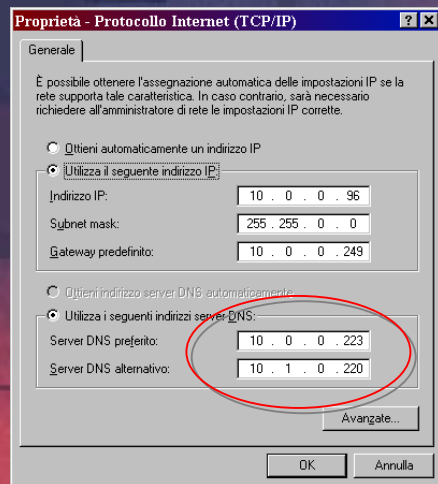 Proprietà - Protocollo Internet (TCP/IP)
Generale
È possibile ottenere l'assegnazione automatica delle impostazioni IP se la
rete supporta tale caratteristica. In caso contrario, sarà necessario
richiedere all'amministratore di rete le impostazioni IP corrette.
Ottieni automaticamente un indirizzo IP
Utilizza il seguente indirizzo IP:
Indirizzo IP: 10 . 0 . 0 . 96
Subnet mask: 255 . 255 . 0 . 0
Gateway predefinito: 10 . 0 . 0 . 249
Ottieni indirizzo server DNS automaticamente
Utilizza i seguenti indirizzi server DNS:
Server DNS preferito: 10 . 0 . 0 . 223
Server DNS alternativo: 10 . 1 . 0 . 220
Avanzate...
OK Annulla